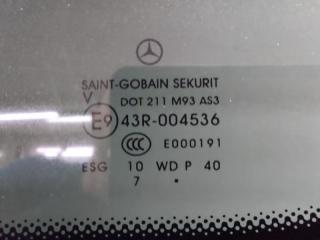 SAINT-GOBAIN SEKURIT
V DOT 211 M93 AS3
E9 43R-004536
CCC E000191
ESG 10 WD P 40
7 •